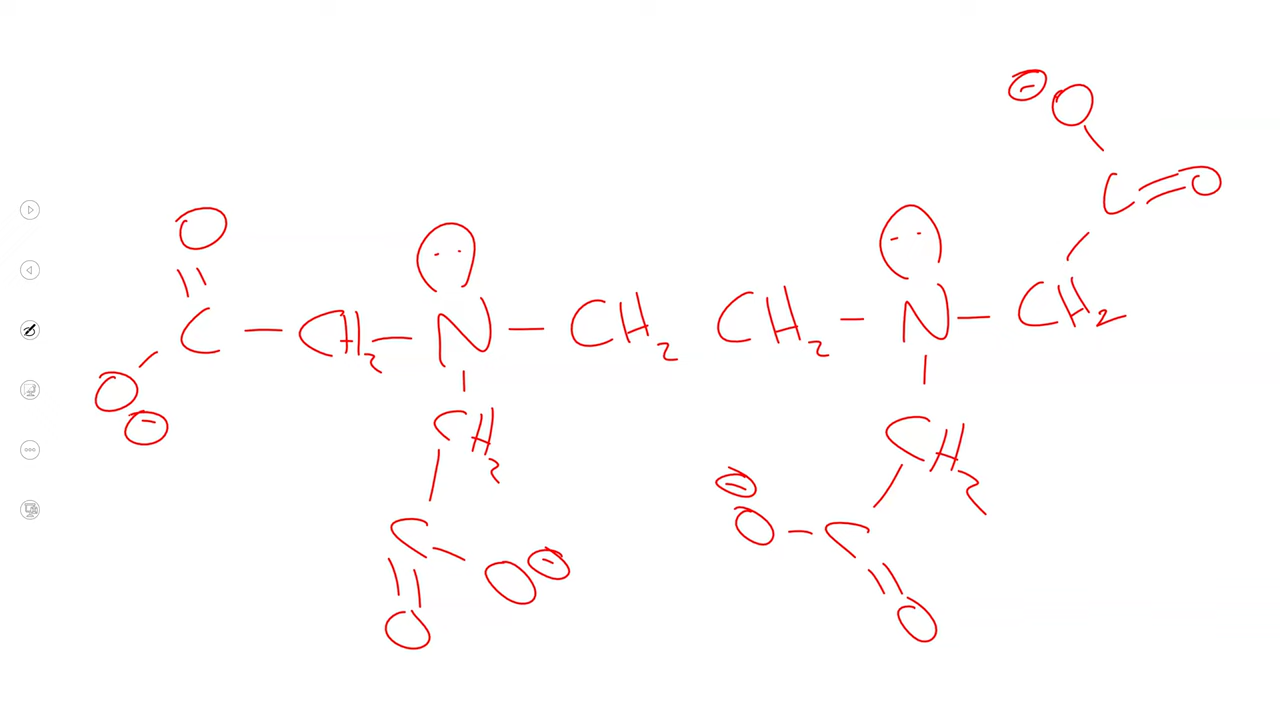 ⊖ O
C = O
O
N CH₂ CH₂ N CH₂
C CH₂
O ⊖
CH₂ CH₂
⊖
C O ⊖ O C
O O